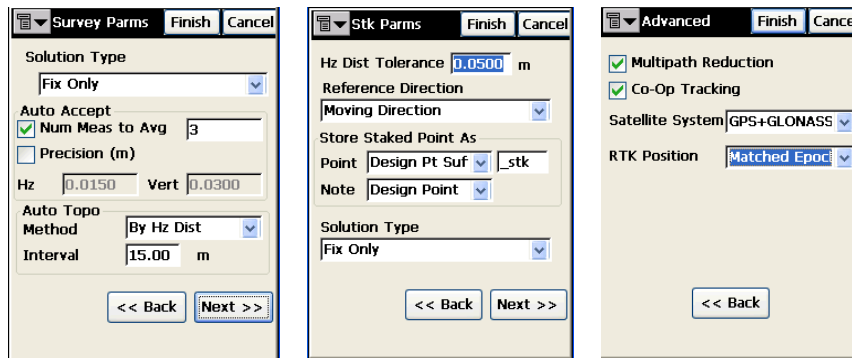 Survey Parms Finish Cancel
Solution Type
Fix Only
Auto Accept
Num Meas to Avg 3
Precision (m)
Hz 0.0150 Vert 0.0300
Auto Topo
Method By Hz Dist
Interval 15.00 m
<< Back Next >>
Stk Parms Finish Cancel
Hz Dist Tolerance 0.0500 m
Reference Direction
Moving Direction
Store Staked Point As
Point Design Pt Suf _stk
Note Design Point
Solution Type
Fix Only
<< Back Next >>
Advanced Finish Cance
Multipath Reduction
Co-Op Tracking
Satellite System GPS+GLONASS
RTK Position Matched Epoc
<< Back